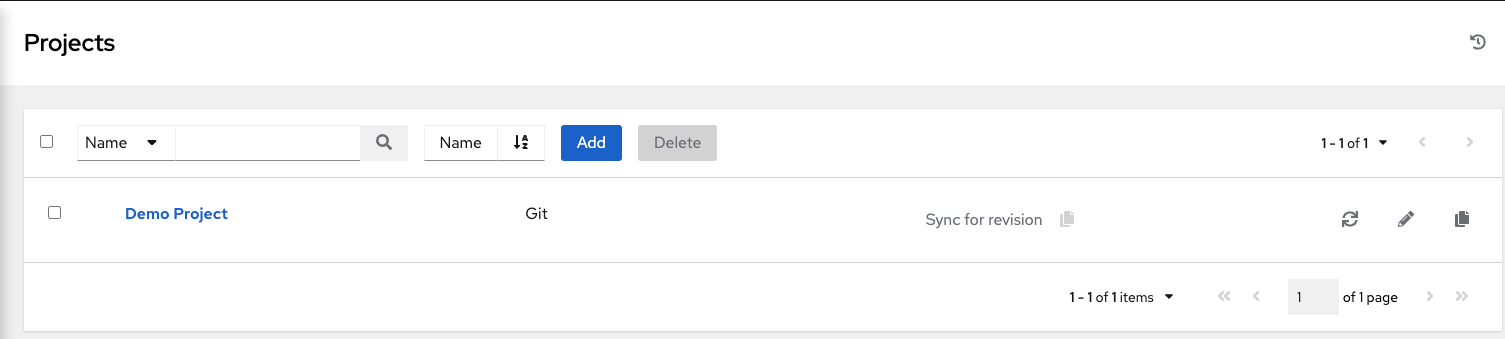 Projects
Name Name Add Delete 1 - 1 of 1
Demo Project Git Sync for revision
1 - 1 of 1 items 1 of 1 page